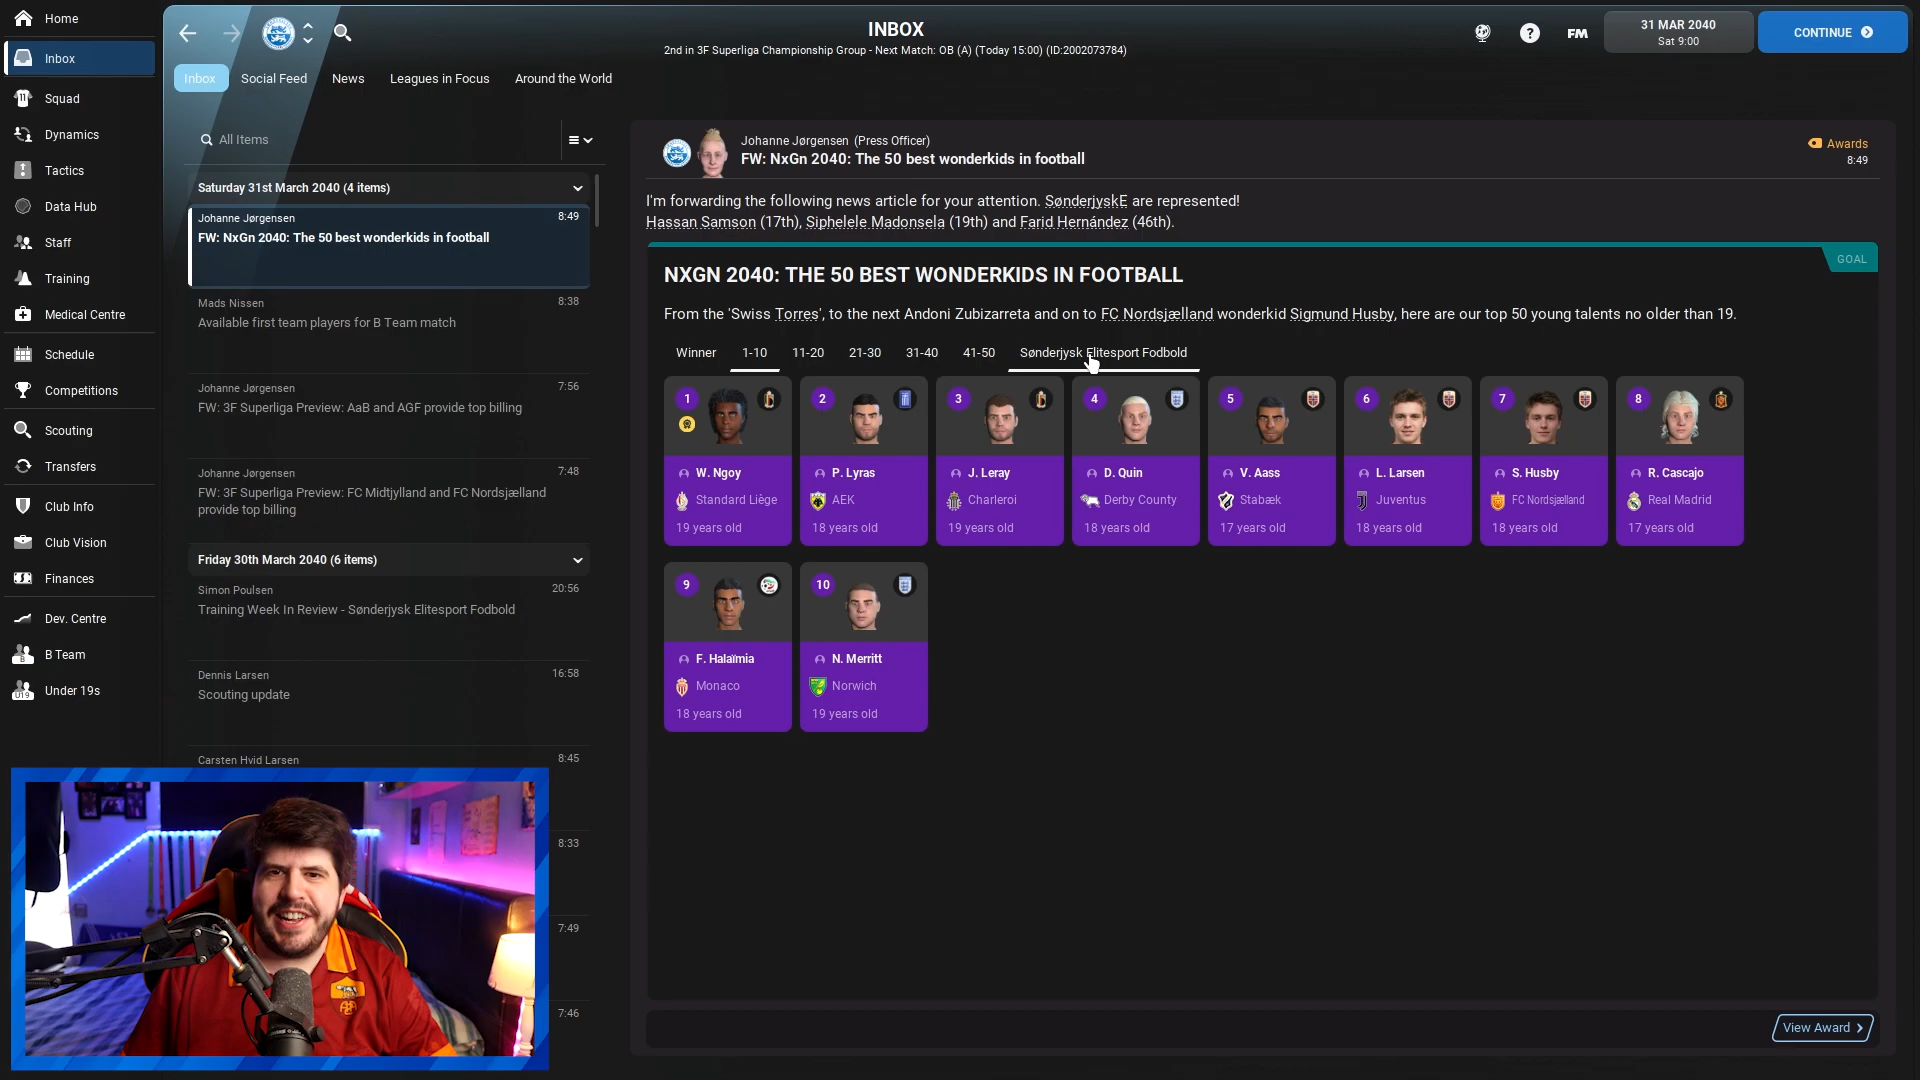 Home
Inbox
Squad
Dynamics
Tactics
Data Hub
Staff
Training
Medical Centre
Schedule
Competitions
Scouting
Transfers
Club Info
Club Vision
Finances
Dev. Centre
B Team
Under 19s
INBOX
2nd in 3F Superliga Championship Group - Next Match: OB (A) (Today 15:00) (ID:2002073784)
FM
31 MAR 2040
Sat 9:00
CONTINUE
Inbox
Social Feed
News
Leagues in Focus
Around the World
All Items
Saturday 31st March 2040 (4 items)
Johanne Jørgensen 8:49
FW: NxGn 2040: The 50 best wonderkids in football
Mads Nissen 8:38
Available first team players for B Team match
Johanne Jørgensen 7:56
FW: 3F Superliga Preview: AaB and AGF provide top billing
Johanne Jørgensen 7:48
FW: 3F Superliga Preview: FC Midtjylland and FC Nordsjælland
provide top billing
Friday 30th March 2040 (6 items)
Simon Poulsen 20:56
Training Week In Review - Sønderjysk Elitesport Fodbold
Dennis Larsen 16:58
Scouting update
Carsten Hvid Larsen 8:45
8:33
7:49
7:46
Johanne Jørgensen (Press Officer)
FW: NxGn 2040: The 50 best wonderkids in football
Awards
8:49
I'm forwarding the following news article for your attention. SønderjyskE are represented!
Hassan Samson (17th), Siphelele Madonsela (19th) and Farid Hernández (46th).
GOAL
NXGN 2040: THE 50 BEST WONDERKIDS IN FOOTBALL
From the 'Swiss Torres', to the next Andoni Zubizarreta and on to FC Nordsjælland wonderkid Sigmund Husby, here are our top 50 young talents no older than 19.
Winner 1-10 11-20 21-30 31-40 41-50 Sønderjysk Elitesport Fodbold
1
W. Ngoy
Standard Liège
19 years old
2
P. Lyras
AEK
18 years old
3
J. Leray
Charleroi
19 years old
4
D. Quin
Derby County
18 years old
5
V. Aass
Stabæk
17 years old
6
L. Larsen
Juventus
18 years old
7
S. Husby
FC Nordsjælland
18 years old
8
R. Cascajo
Real Madrid
17 years old
9
F. Halaïmia
Monaco
18 years old
10
N. Merritt
Norwich
19 years old
View Award